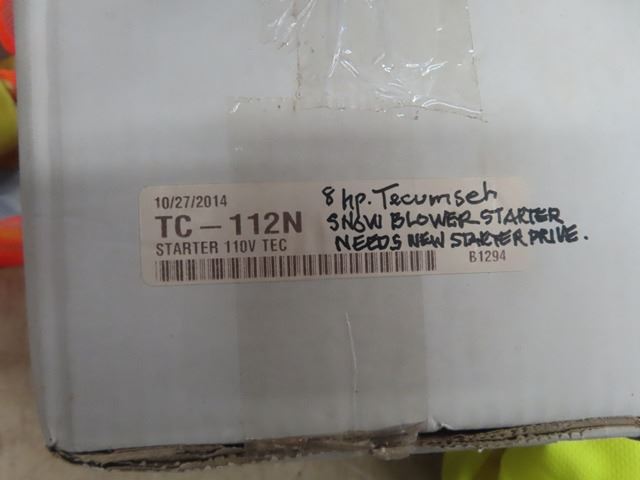 10/27/2014
TC-112N
STARTER 110V TEC
8 hp. Tecumseh
SNOW BLOWER STARTER
NEEDS NEW STARTER DRIVE.
B1294